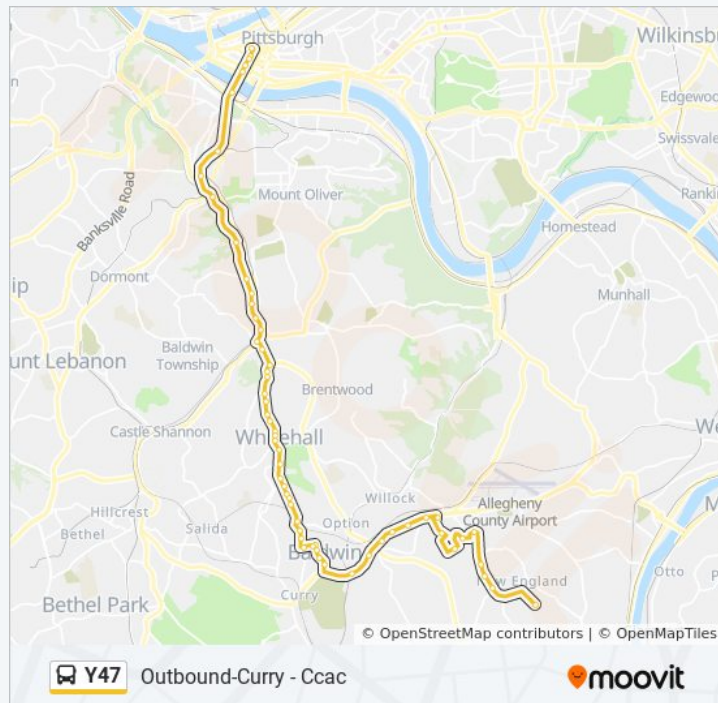 Pittsburgh
Wilkinsbu
Edgewoo
Swissvale
Mount Oliver
Banksville Road
Rankin
Homestead
ip
Dormont
Munhall
unt Lebanon
Baldwin
Township
Brentwood
Castle Shannon
Whitehall
We
Willock
Allegheny
County Airport
M
Hillcrest
Option
Bethel
Salida
Baldwin
Otto
P
New England
Curry
Bethel Park
© OpenStreetMap contributors | © OpenMapTiles
Y47 Outbound-Curry - Ccac
moovit